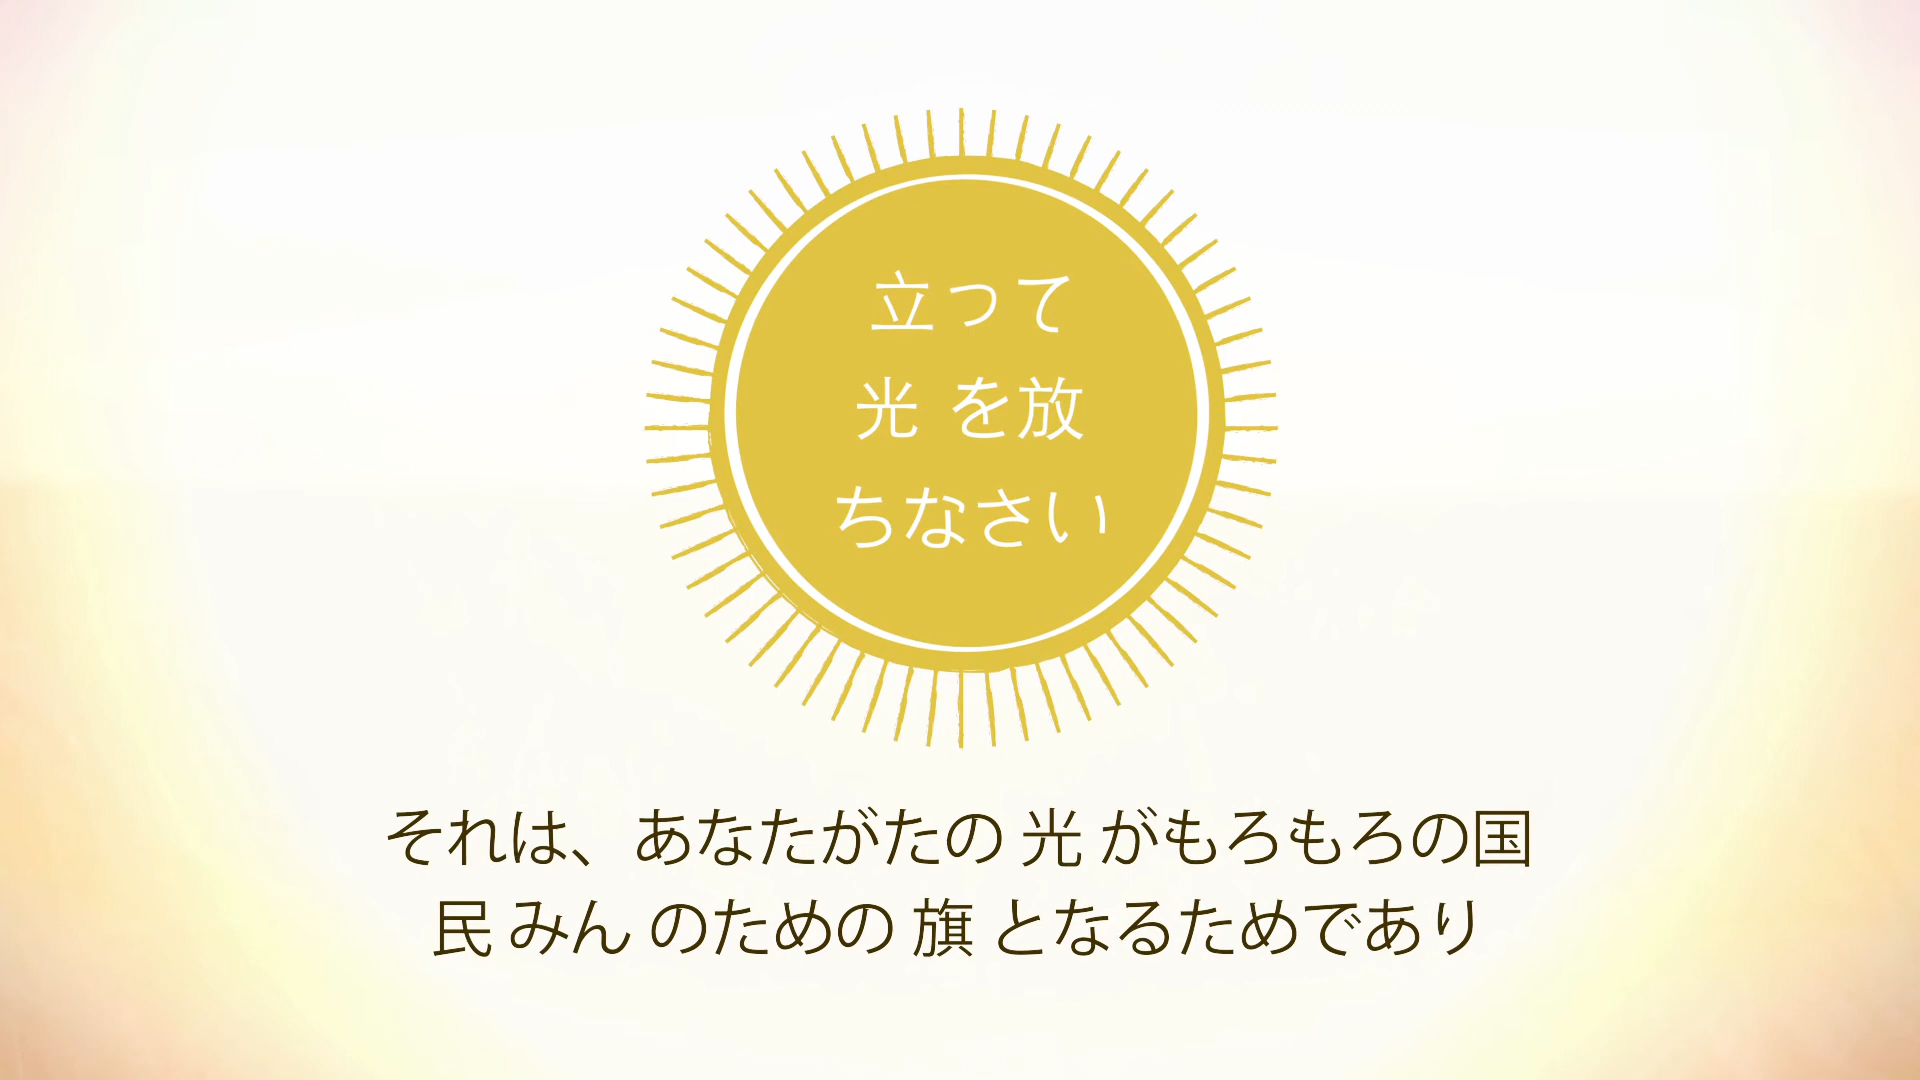 立つて
光 を放
ちなさい
それは、あなたがたの 光 がもろもろの国
民 みん のための 旗 となるためであり